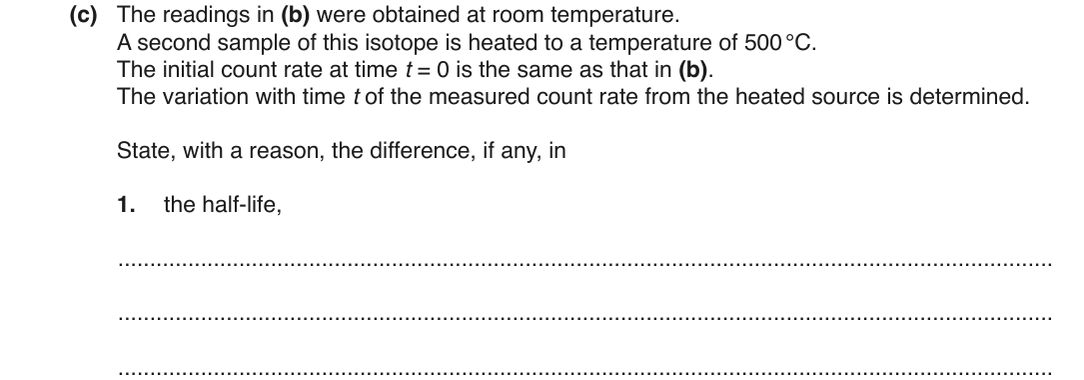 (c) The readings in (b) were obtained at room temperature.
A second sample of this isotope is heated to a temperature of 500 °C.
The initial count rate at time t = 0 is the same as that in (b).
The variation with time t of the measured count rate from the heated source is determined.
State, with a reason, the difference, if any, in
1. the half-life,